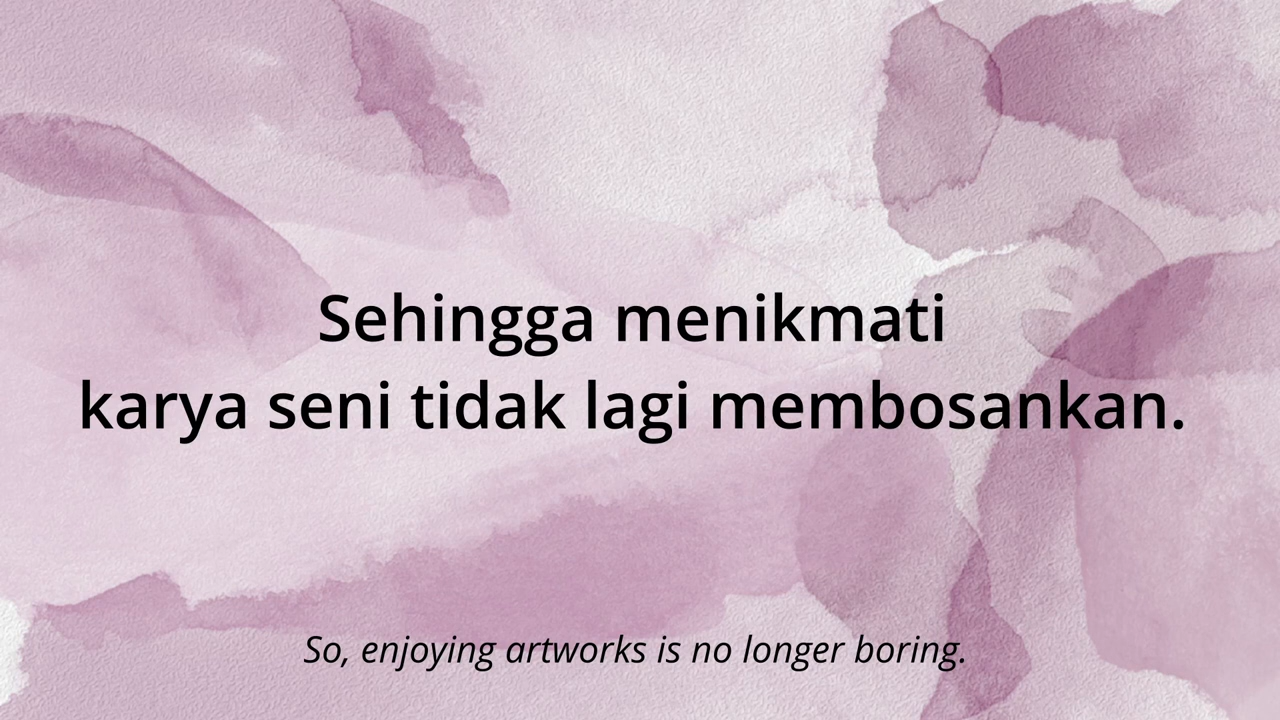 Sehingga menikmati
karya seni tidak lagi membosankan.
So, enjoying artworks is no longer boring.